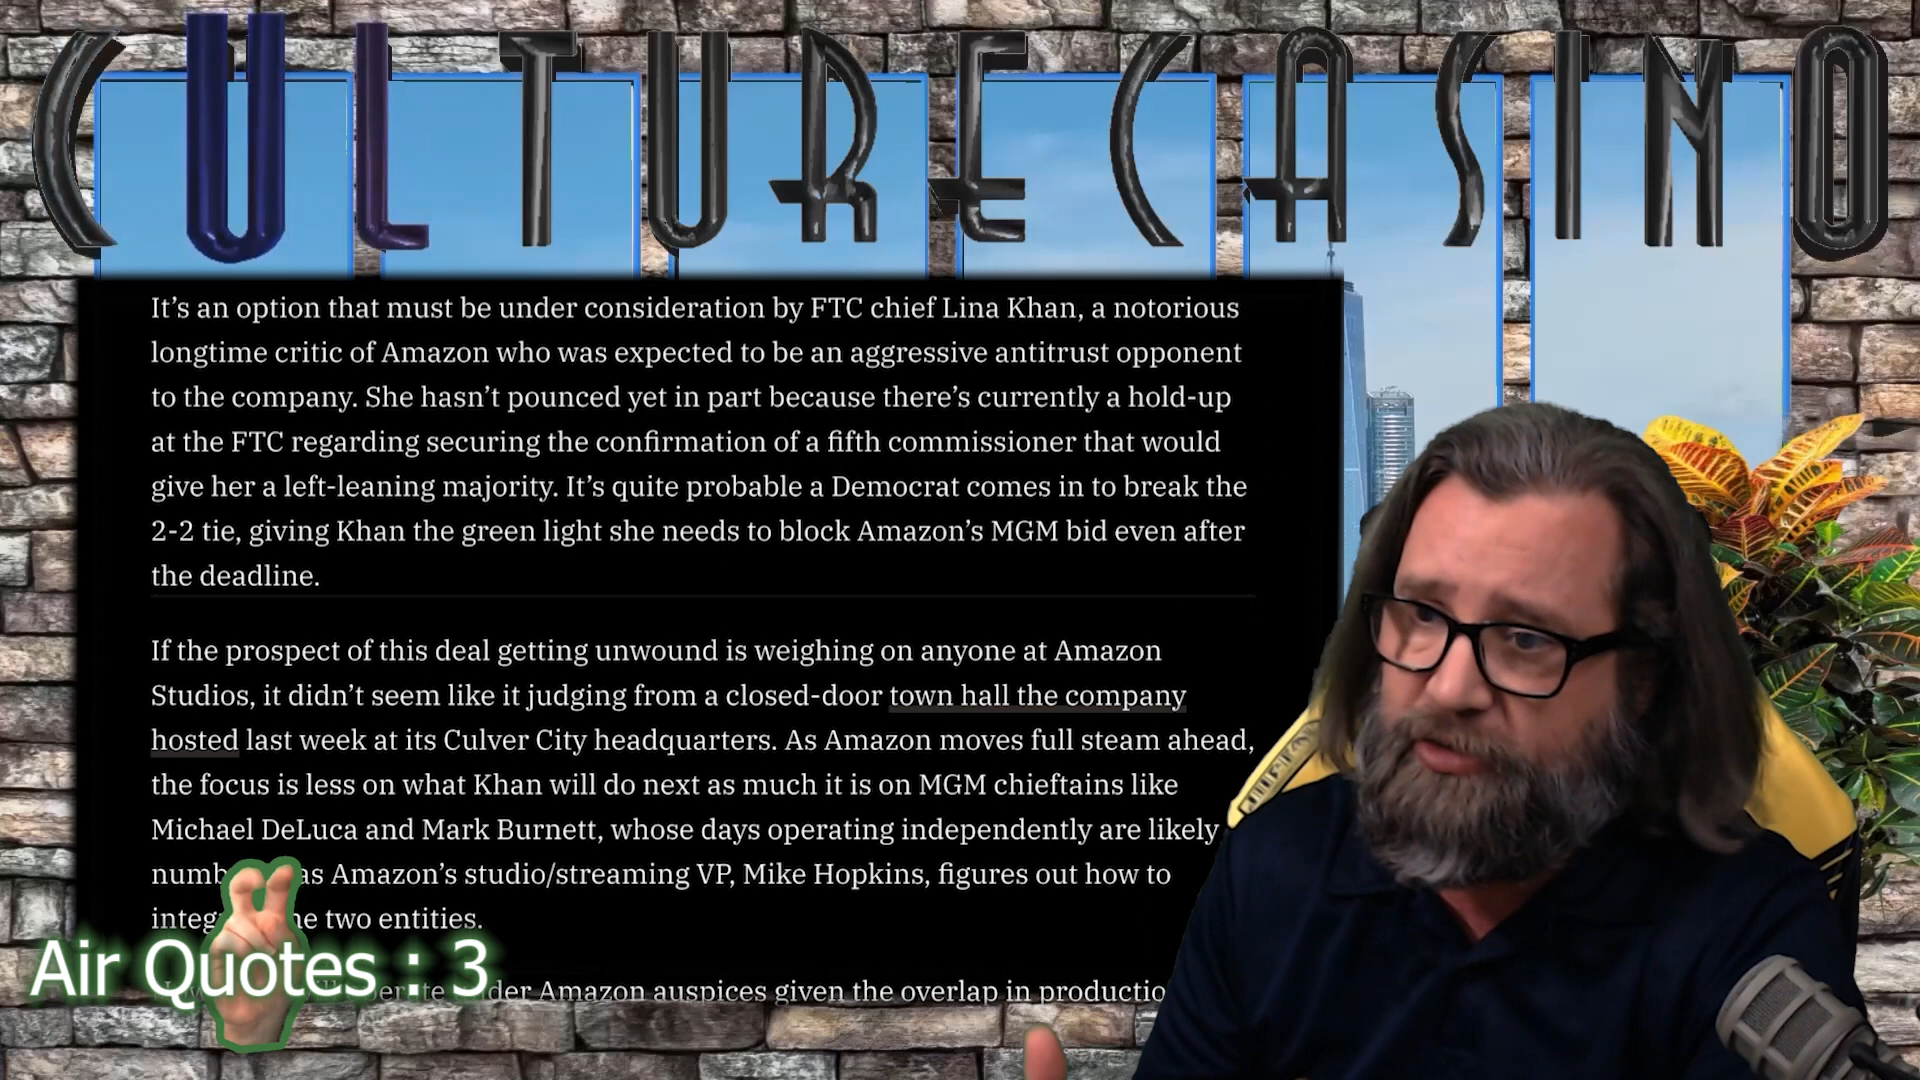 CULTURECASINO
It’s an option that must be under consideration by FTC chief Lina Khan, a notorious
longtime critic of Amazon who was expected to be an aggressive antitrust opponent
to the company. She hasn’t pounced yet in part because there’s currently a hold-up
at the FTC regarding securing the confirmation of a fifth commissioner that would
give her a left-leaning majority. It’s quite probable a Democrat comes in to break the
2-2 tie, giving Khan the green light she needs to block Amazon’s MGM bid even after
the deadline.
If the prospect of this deal getting unwound is weighing on anyone at Amazon
Studios, it didn’t seem like it judging from a closed-door town hall the company
hosted last week at its Culver City headquarters. As Amazon moves full steam ahead,
the focus is less on what Khan will do next as much it is on MGM chieftains like
Michael DeLuca and Mark Burnett, whose days operating independently are likely
as Amazon’s studio/streaming VP, Mike Hopkins, figures out how to
two entities.
Amazon auspices given the overlap in
Air Quotes : 3